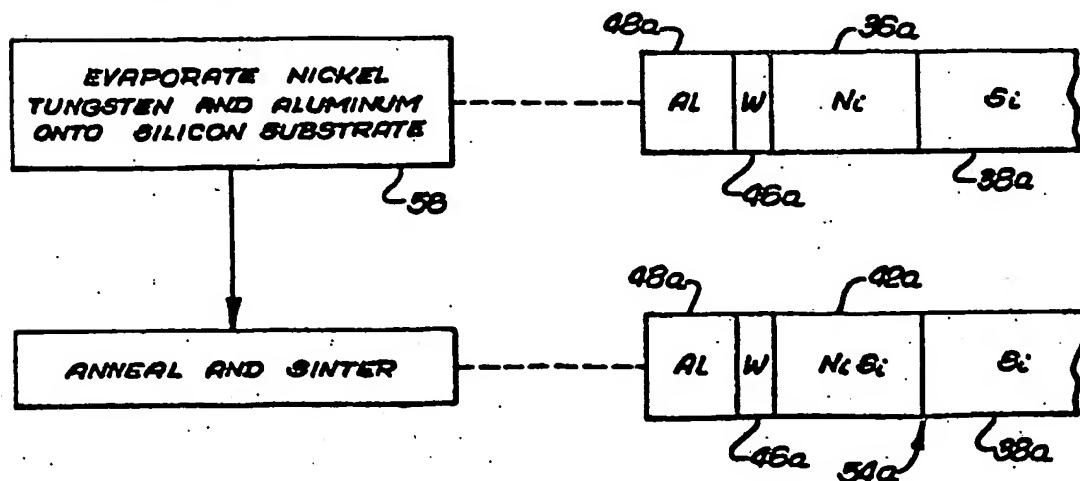 48a 36a
EVAPORATE NICKEL
TUNGSTEN AND ALUMINUM
ONTO SILICON SUBSTRATE
AL W Ni Si
58 46a 38a
48a 42a
ANNEAL AND SINTER
AL W NiSi Si
46a 54a 38a